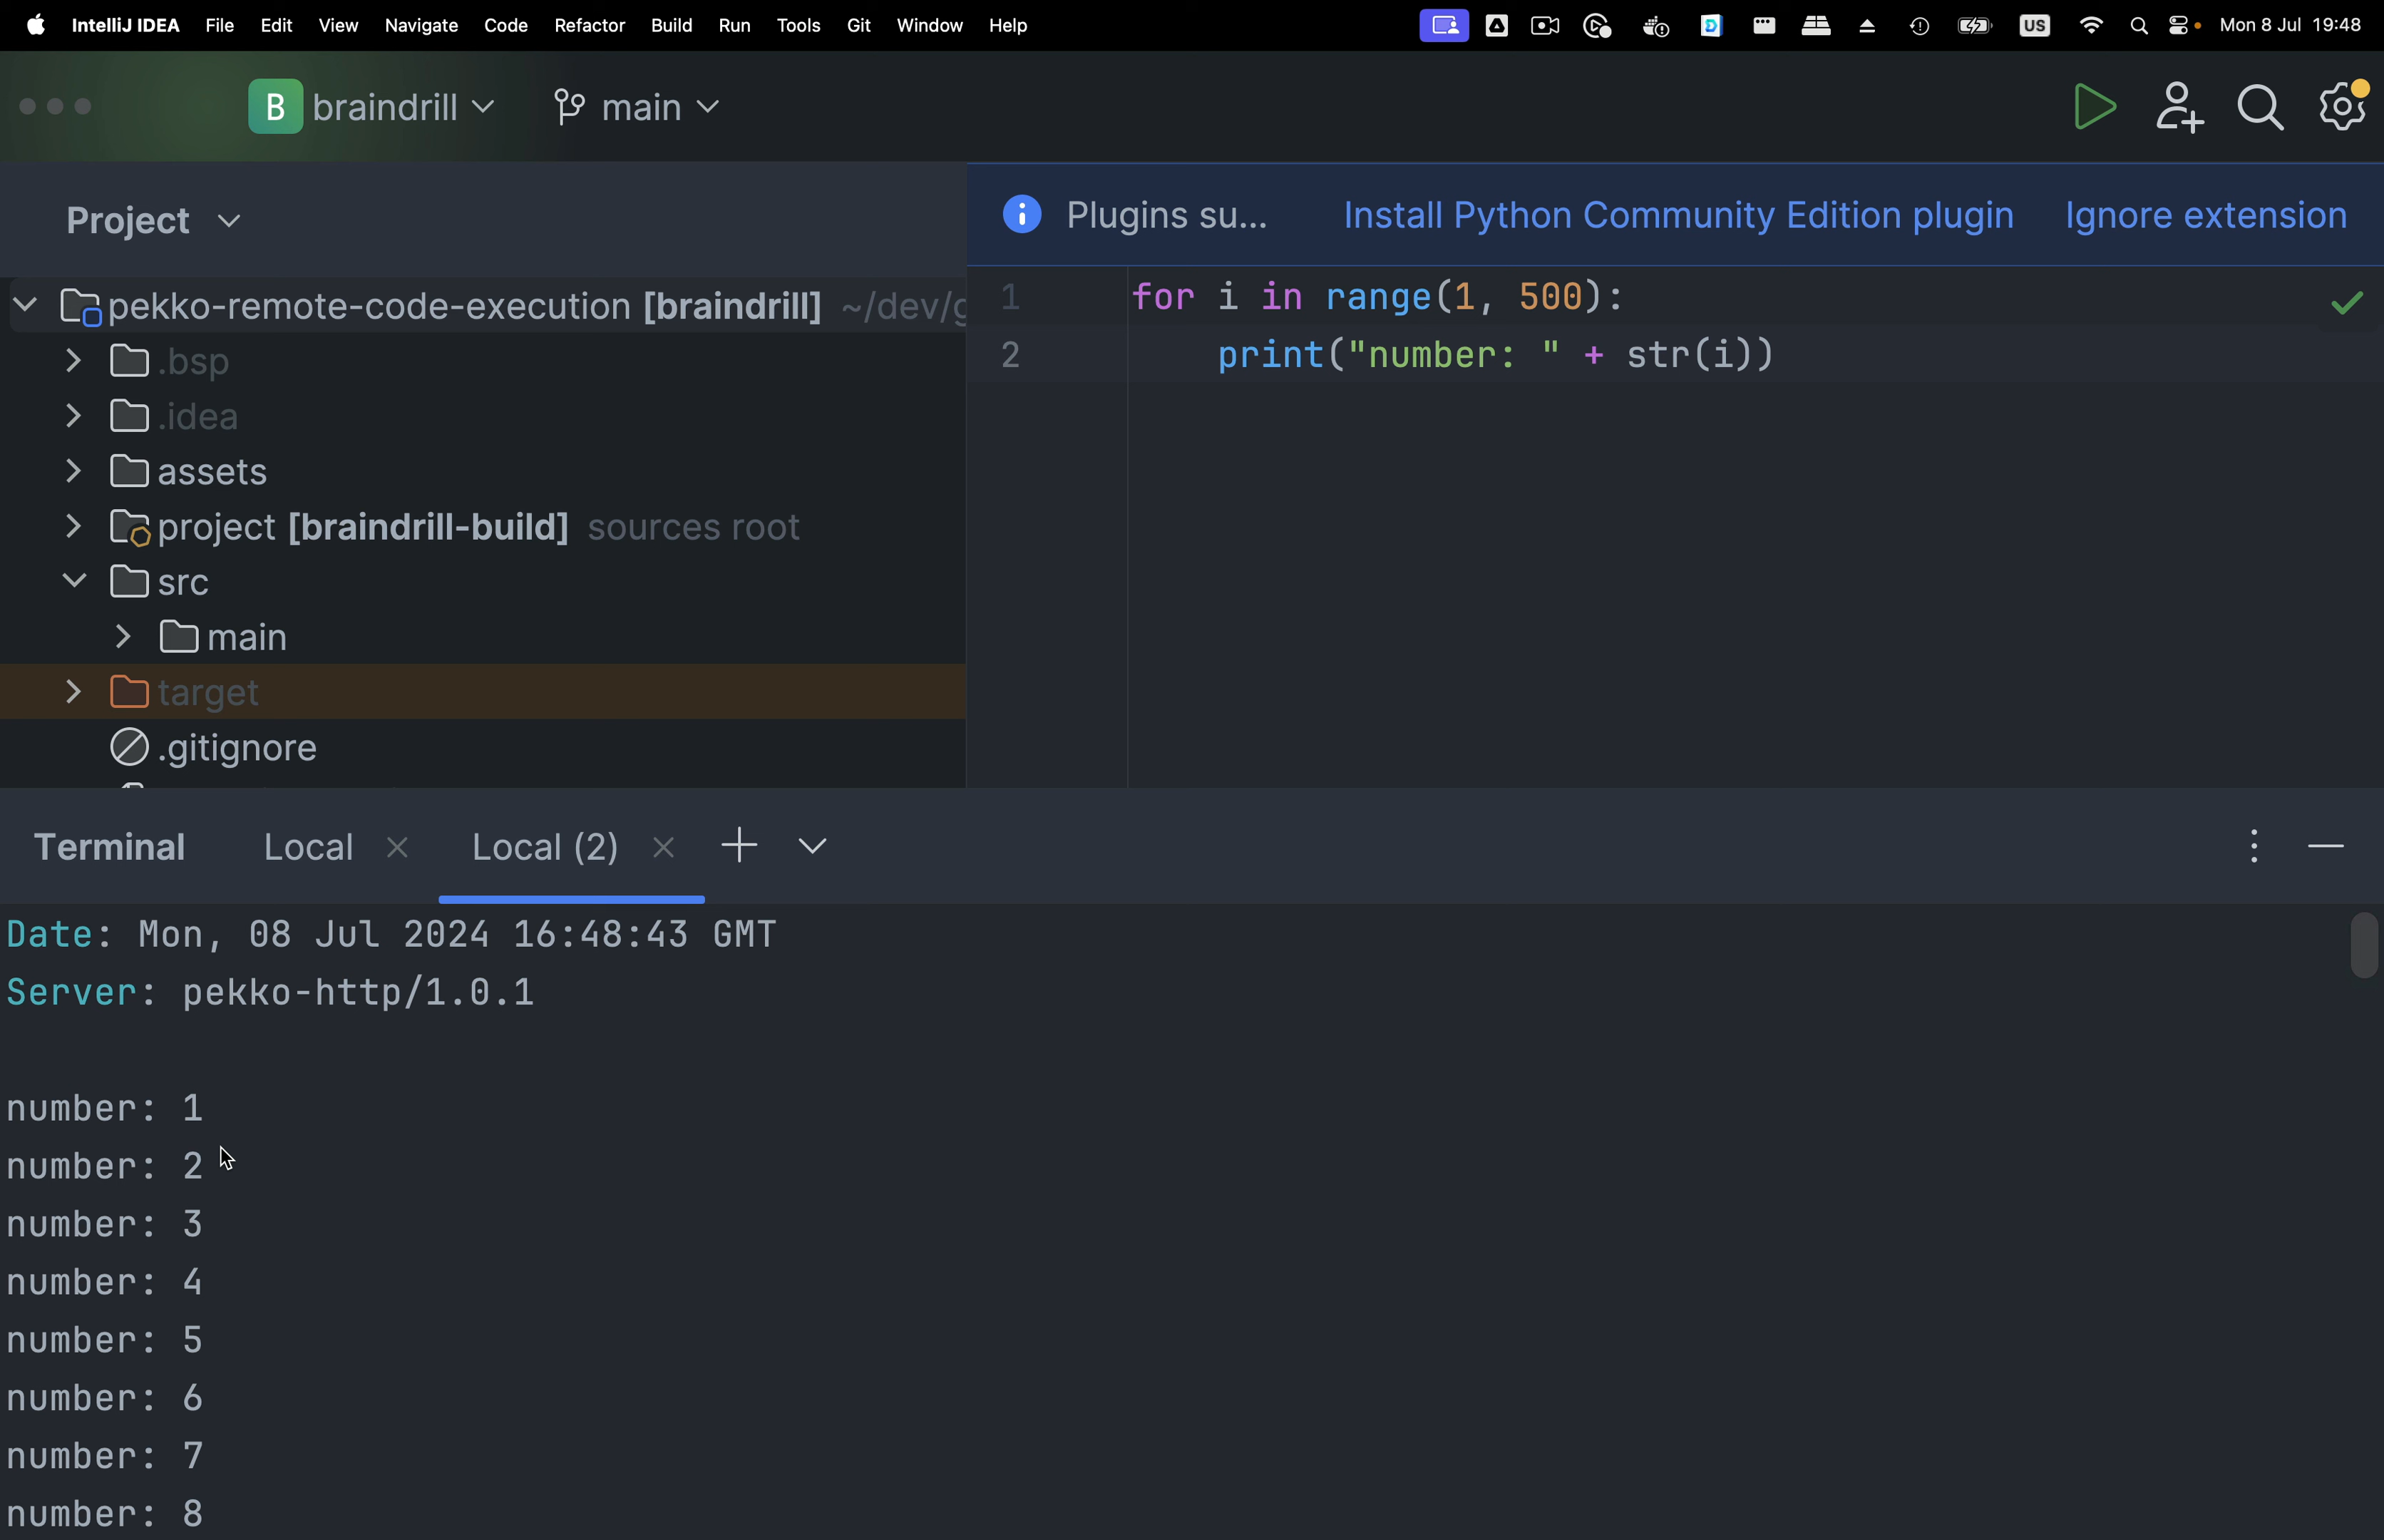 IntelliJ IDEA File Edit View Navigate Code Refactor Build Run Tools Git Window Help US Mon 8 Jul 19:48
B braindrill main
Project
Plugins su... Install Python Community Edition plugin Ignore extension
pekko-remote-code-execution [braindrill] ~/dev/g
.bsp
.idea
assets
project [braindrill-build] sources root
src
main
target
.gitignore
1 for i in range(1, 500):
2 print("number: " + str(i))
Terminal Local Local (2)
Date: Mon, 08 Jul 2024 16:48:43 GMT
Server: pekko-http/1.0.1
number: 1
number: 2
number: 3
number: 4
number: 5
number: 6
number: 7
number: 8